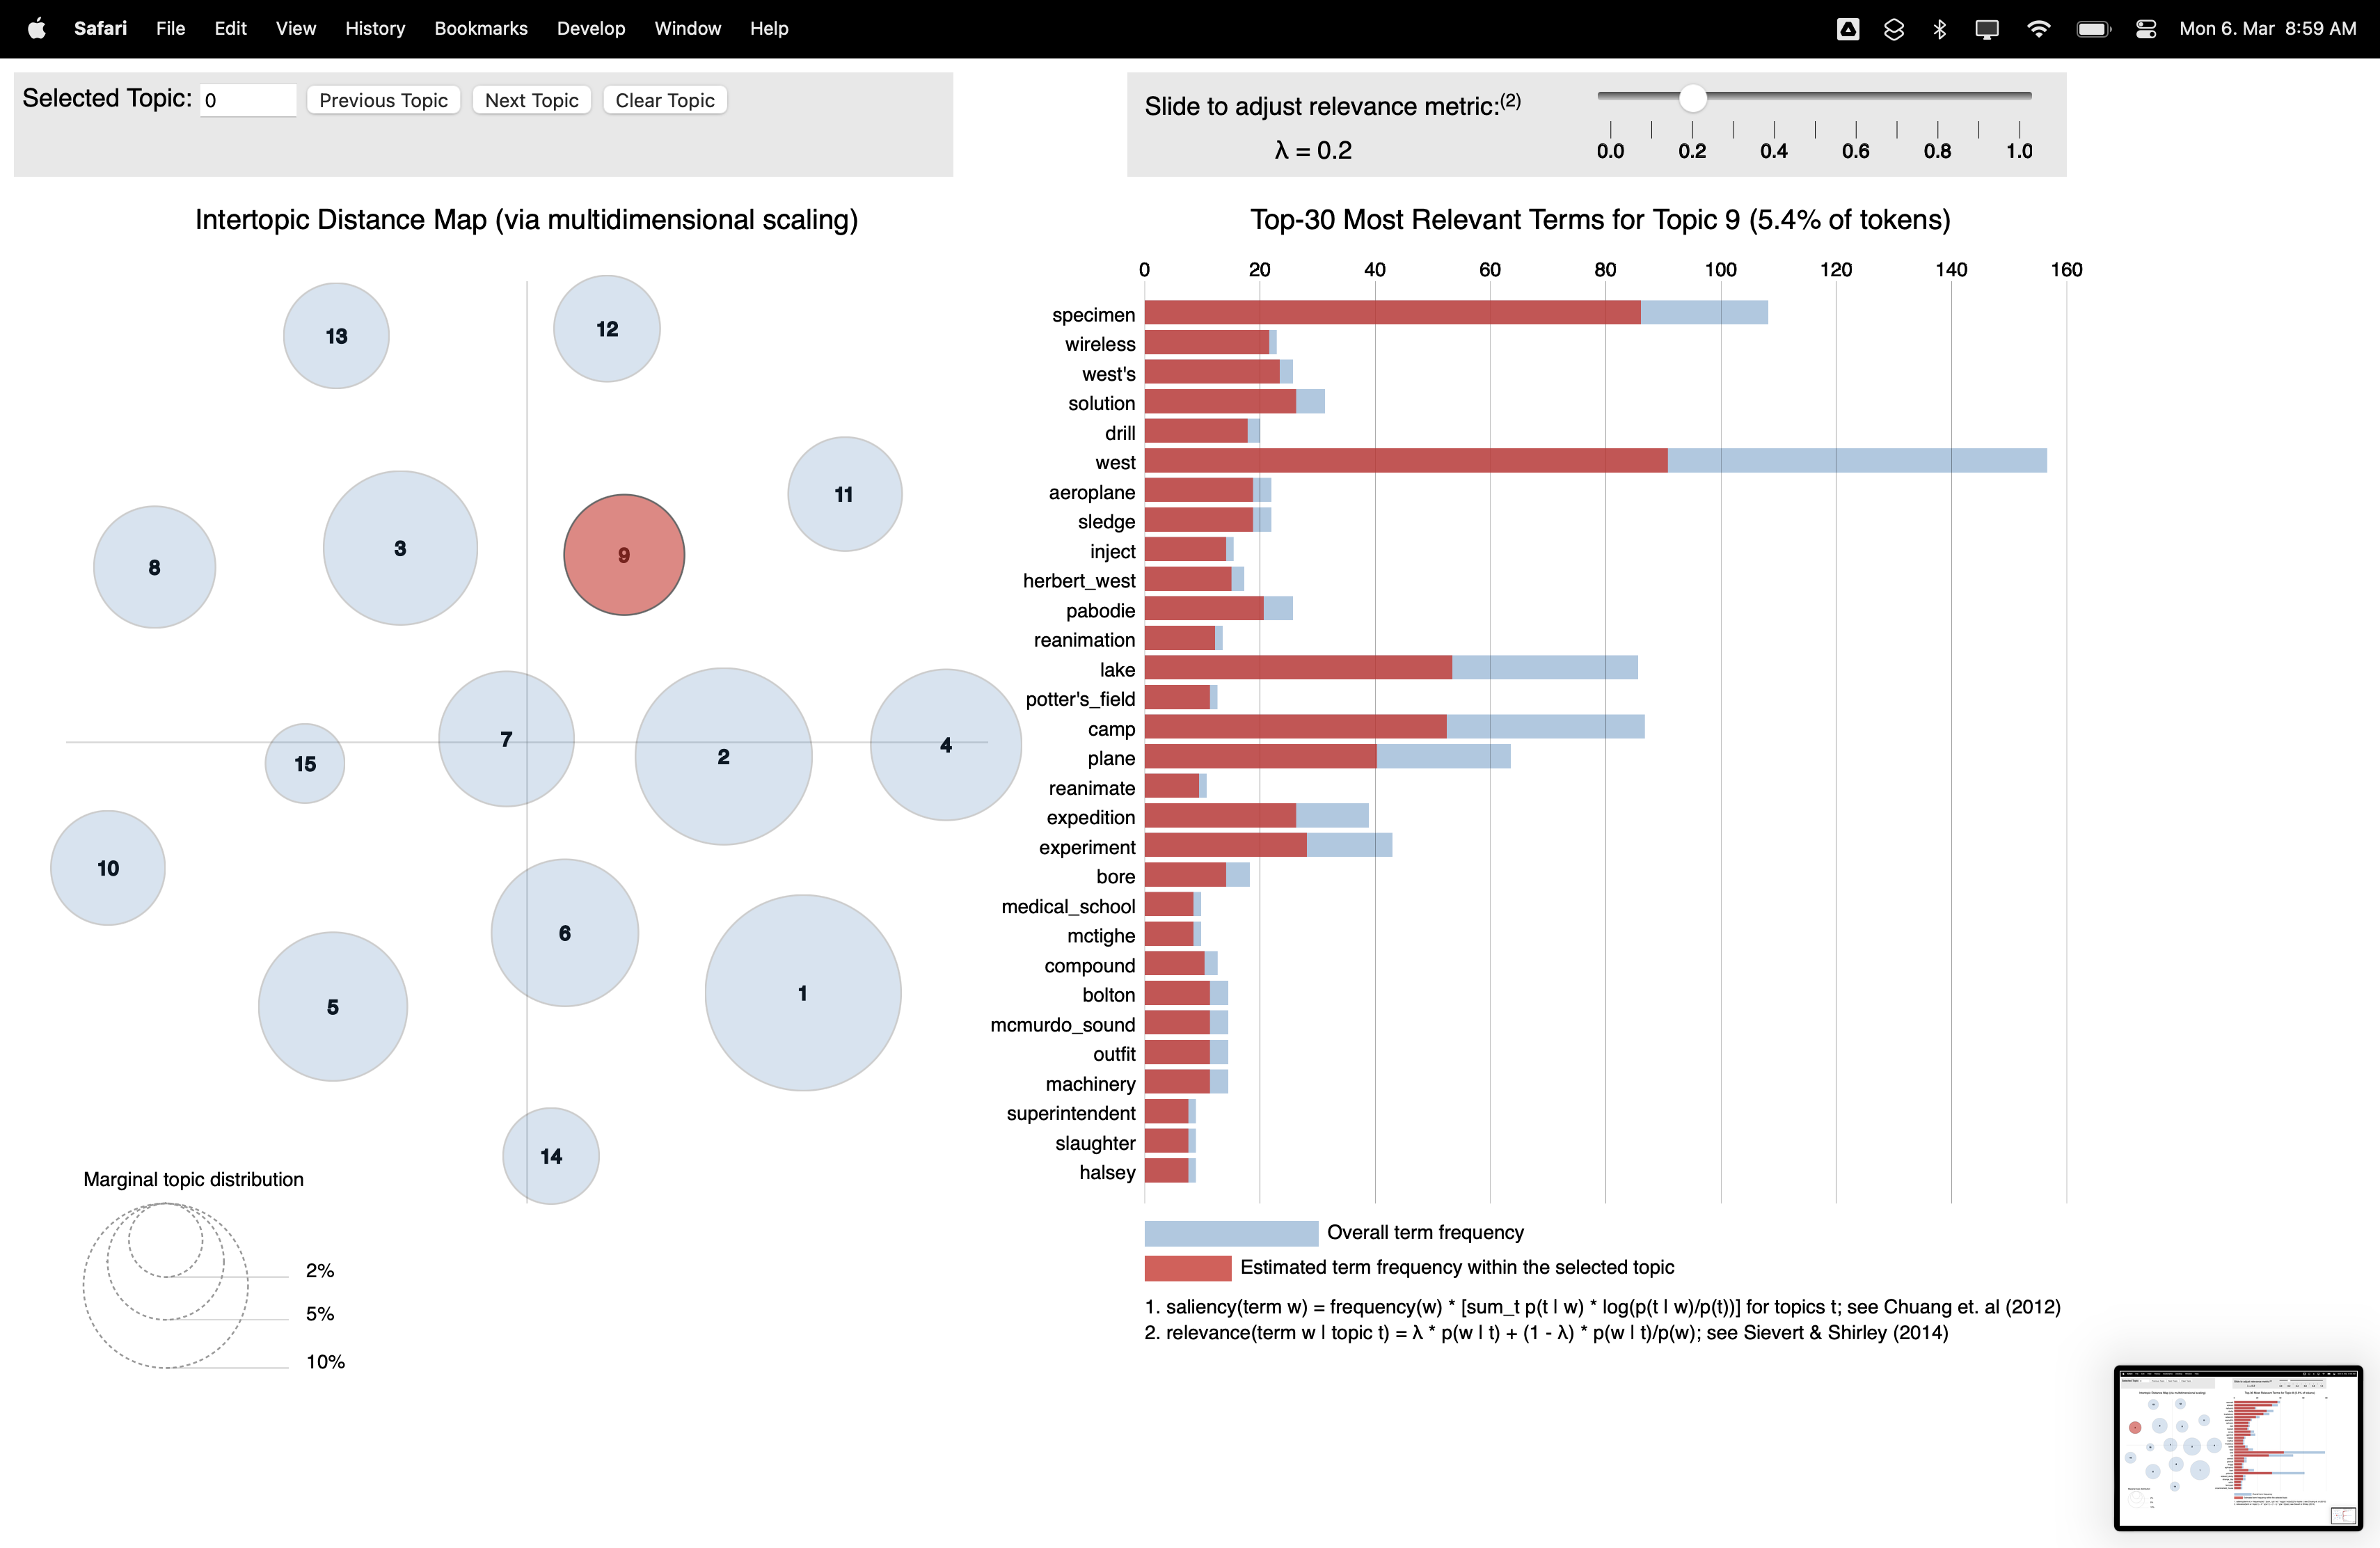 Safari File Edit View History Bookmarks Develop Window Help Mon 6. Mar 8:59 AM
Selected Topic: 0 Previous Topic Next Topic Clear Topic
Slide to adjust relevance metric:(2)
λ = 0.2
0.0 0.2 0.4 0.6 0.8 1.0
Intertopic Distance Map (via multidimensional scaling)
13
12
11
3
9
8
7
2
4
15
10
6
1
5
14
Marginal topic distribution
2%
5%
10%
Top-30 Most Relevant Terms for Topic 9 (5.4% of tokens)
0 20 40 60 80 100 120 140 160
specimen
wireless
west's
solution
drill
west
aeroplane
sledge
inject
herbert_west
pabodie
reanimation
lake
potter's_field
camp
plane
reanimate
expedition
experiment
bore
medical_school
mctighe
compound
bolton
mcmurdo_sound
outfit
machinery
superintendent
slaughter
halsey
Overall term frequency
Estimated term frequency within the selected topic
1. saliency(term w) = frequency(w) * [sum_t p(t | w) * log(p(t | w)/p(t))] for topics t; see Chuang et. al (2012)
2. relevance(term w | topic t) = λ * p(w | t) + (1 - λ) * p(w | t)/p(w); see Sievert & Shirley (2014)